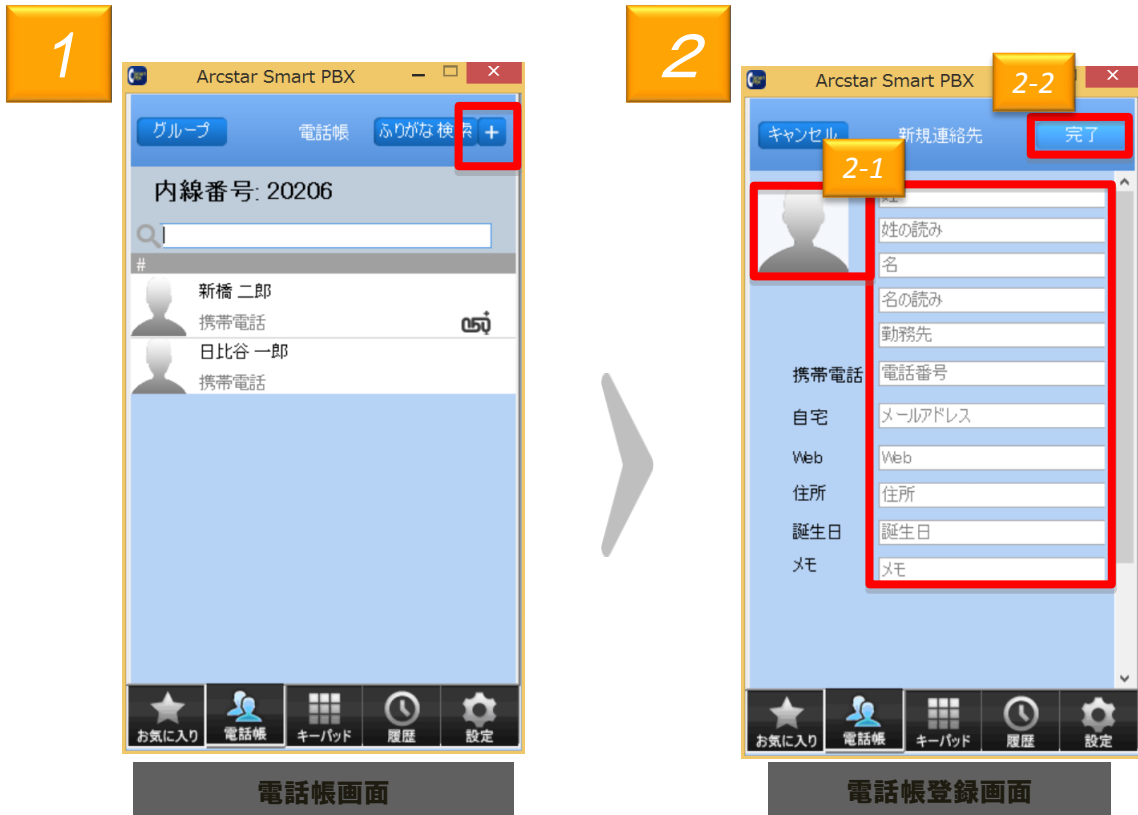 1
Arcstar Smart PBX
グループ
電話帳
ふりがな検索
+
内線番号: 20206
#
新橋 二郎
携帯電話
日比谷 一郎
携帯電話
お気に入り
電話帳
キーパッド
履歴
設定
電話帳画面
2
Arcstar Smart PBX
2-2
キャンセル
新規連絡先
完了
2-1
姓の読み
名
名の読み
勤務先
携帯電話
電話番号
自宅
メールアドレス
Web
Web
住所
住所
誕生日
誕生日
メモ
メモ
お気に入り
電話帳
キーパッド
履歴
設定
電話帳登録画面